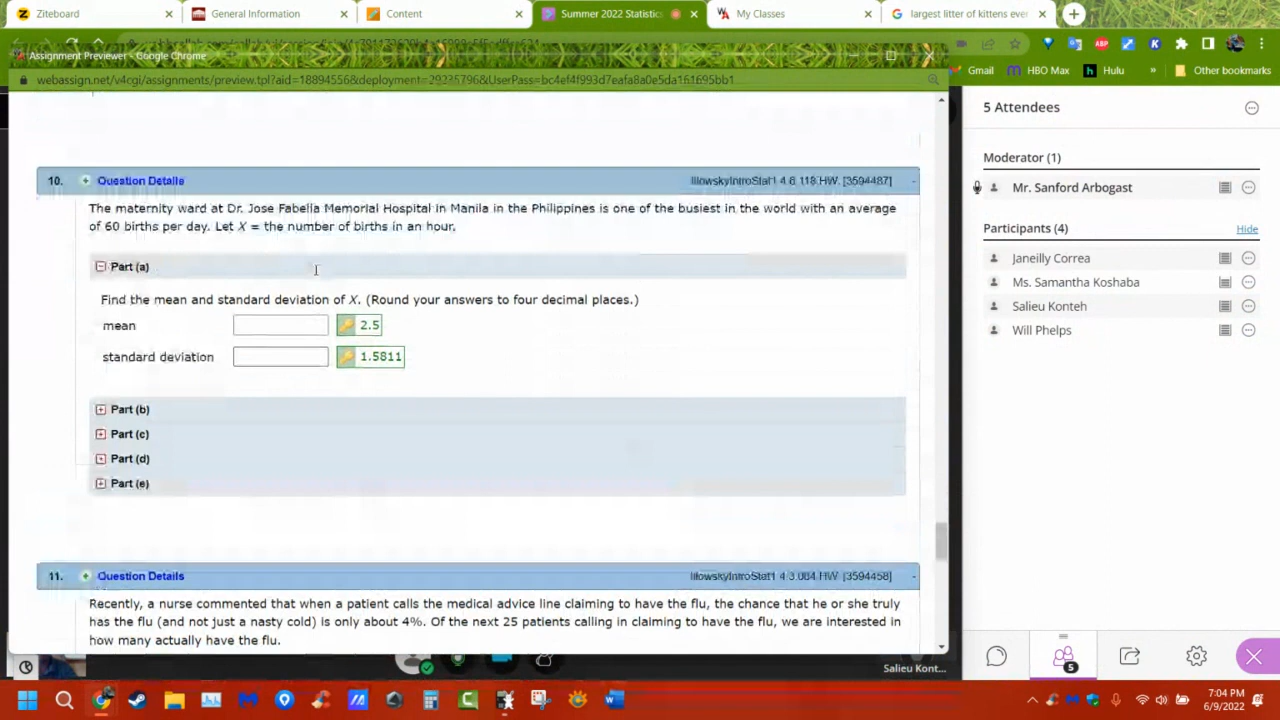 Ziteboard
General Information
Content
Summer 2022 Statistic
My Classes
largest litter of kittens eve
Assignment Previewer - Google Chrome
webassign.net/v4cgi/assignments/preview.tpl?aid=18894556&deployment=29235796&UserPass=bc4ef4f993d7eafa8a0e5da161695bb1
Gmail
HBO Max
Hulu
»
Other bookmarks
5 Attendees
Moderator (1)
Mr. Sanford Arbogast
Participants (4)
Hide
Janeilly Correa
Ms. Samantha Koshaba
Salieu Konteh
Will Phelps
10.
Question Details
IllowskyIntroStat1 4.6.118.HW. [3594487]
The maternity ward at Dr. Jose Fabella Memorial Hospital in Manila in the Philippines is one of the busiest in the world with an average
of 60 births per day. Let X = the number of births in an hour.
Part (a)
Find the mean and standard deviation of X. (Round your answers to four decimal places.)
mean
2.5
standard deviation
1.5811
Part (b)
Part (c)
Part (d)
Part (e)
11.
Question Details
IllowskyIntroStat1 4.3.084.HW. [3594458]
Recently, a nurse commented that when a patient calls the medical advice line claiming to have the flu, the chance that he or she truly
has the flu (and not just a nasty cold) is only about 4%. Of the next 25 patients calling in claiming to have the flu, we are interested in
how many actually have the flu.
Salieu Kont...
5
7:04 PM
6/9/2022